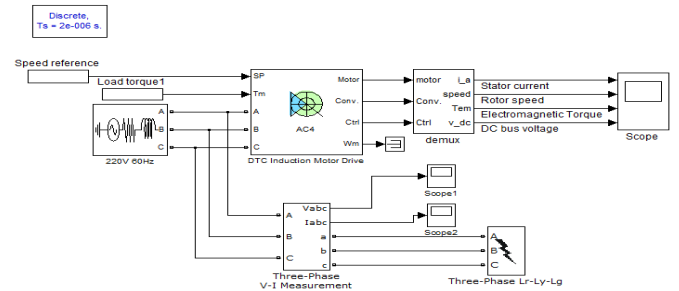 Discrete,
Ts = 2e-006 s.
Speed reference
Load torque1
SP
Tm
A
B
C
Motor
Conv.
Ctrl
Wm
AC4
DTC Induction Motor Drive
A
B
C
220V 60Hz
motor
Conv.
Ctrl
i_a
speed
Tem
v_dc
demux
Stator current
Rotor speed
Electromagnetic Torque
DC bus voltage
Scope
Scope1
Scope2
A
B
C
Vabc
Iabc
a
b
c
Three-Phase
V-I Measurement
A
B
C
Three-Phase Lr-Ly-Lg